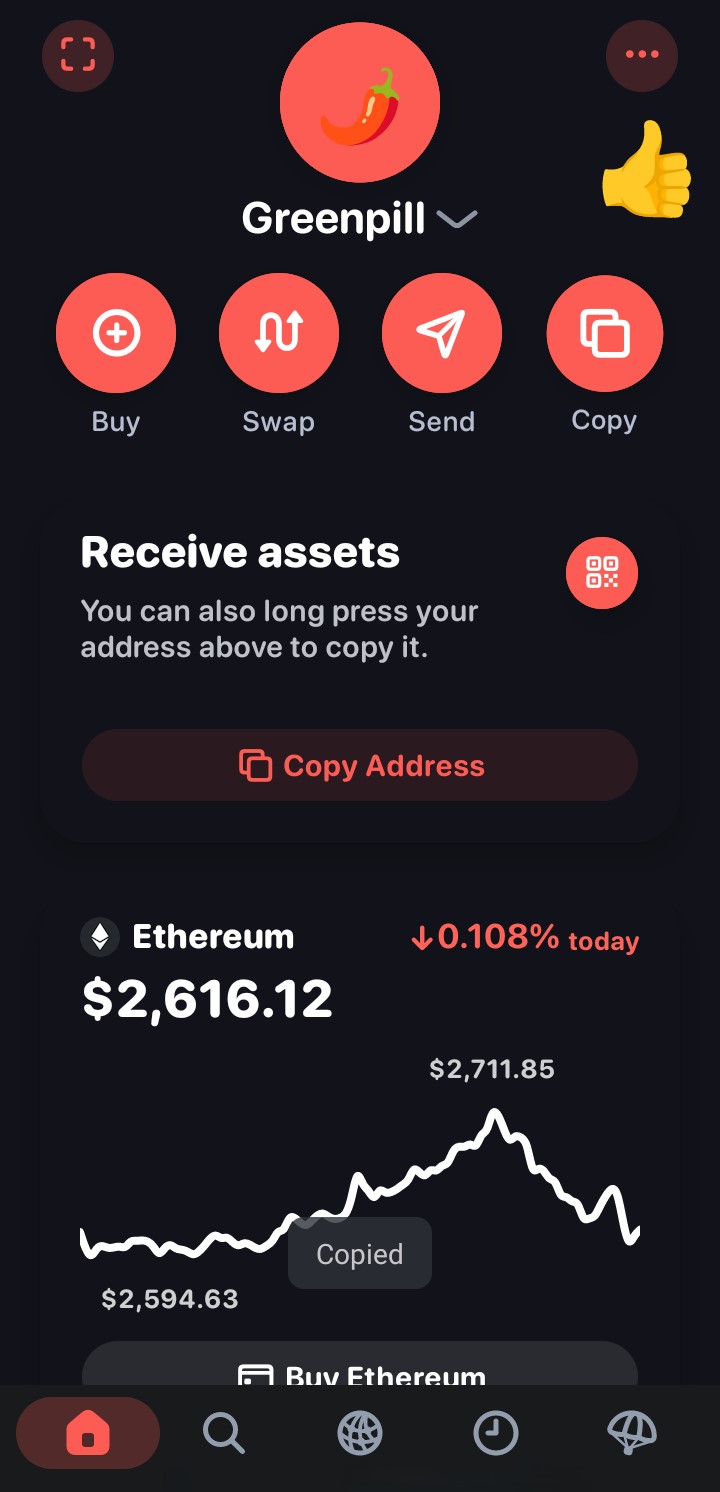 Greenpill
Buy
Swap
Send
Copy
Receive assets
You can also long press your
address above to copy it.
Copy Address
Ethereum
↓0.108% today
$2,616.12
$2,711.85
Copied
$2,594.63
Buy Ethereum